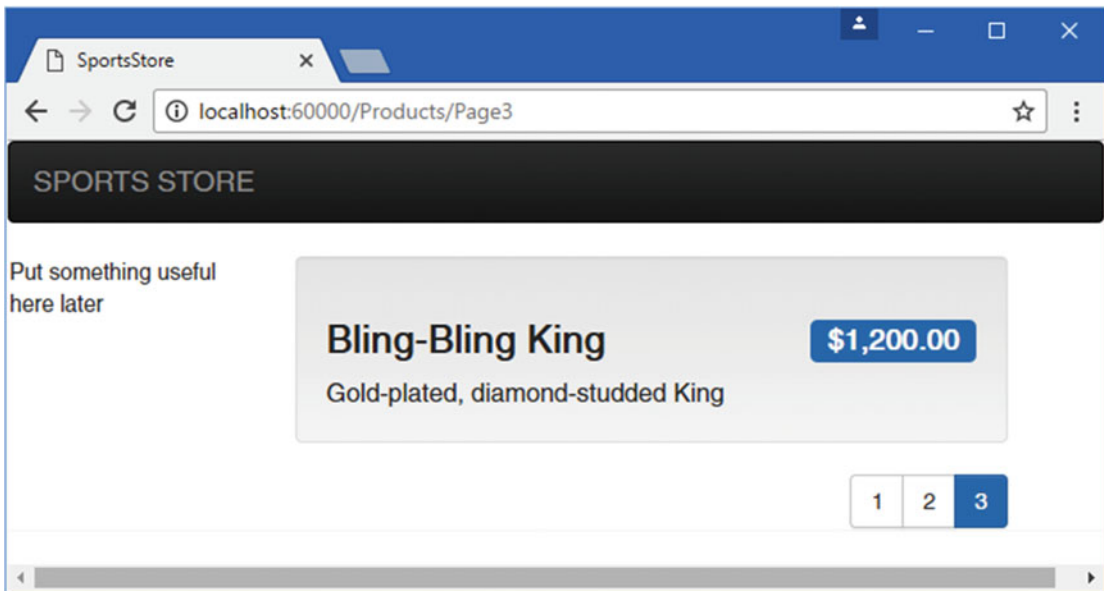 SportsStore
localhost:60000/Products/Page3
SPORTS STORE
Put something useful
here later
Bling-Bling King
$1,200.00
Gold-plated, diamond-studded King
1 2 3